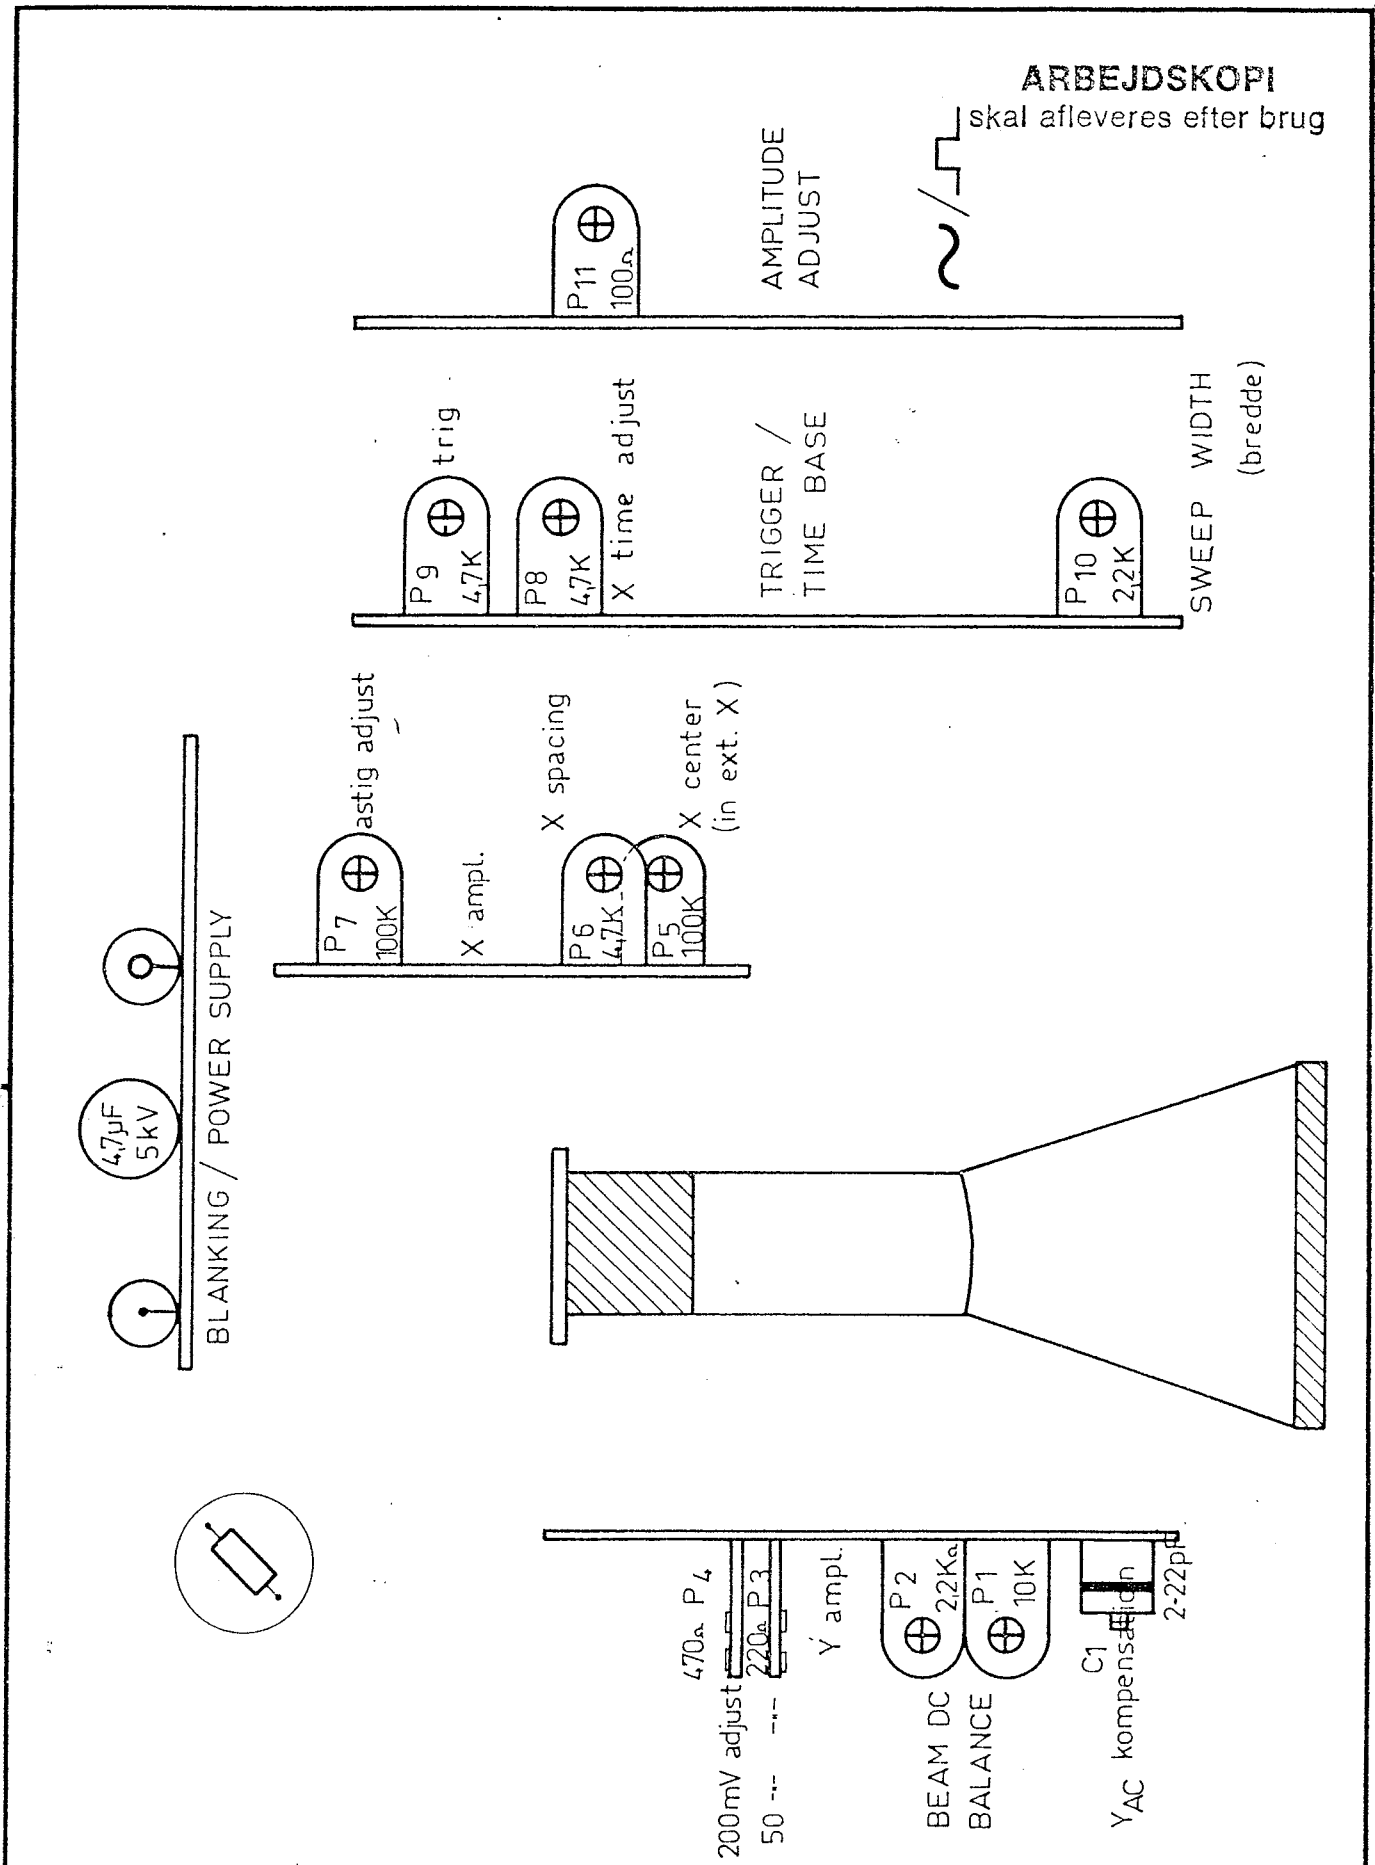 ARBEJDSKOPI
skal afleveres efter brug
AMPLITUDE
ADJUST
P11
100Ω
P9
4,7K
trig
P8
4,7K
X time adjust
TRIGGER /
TIME BASE
P10
2,2K
SWEEP WIDTH
(bredde)
P7
100K
astig adjust
X ampl.
P6
4,7K
X spacing
P5
100K
X center
(in ext. X)
4,7µF
5kV
BLANKING / POWER SUPPLY
470Ω P4
200mV adjust
220Ω P3
50 -"- -"-
Y ampl.
P2
2,2KΩ
P1
10K
BEAM DC
BALANCE
C1
2-22pF
YAC kompensation